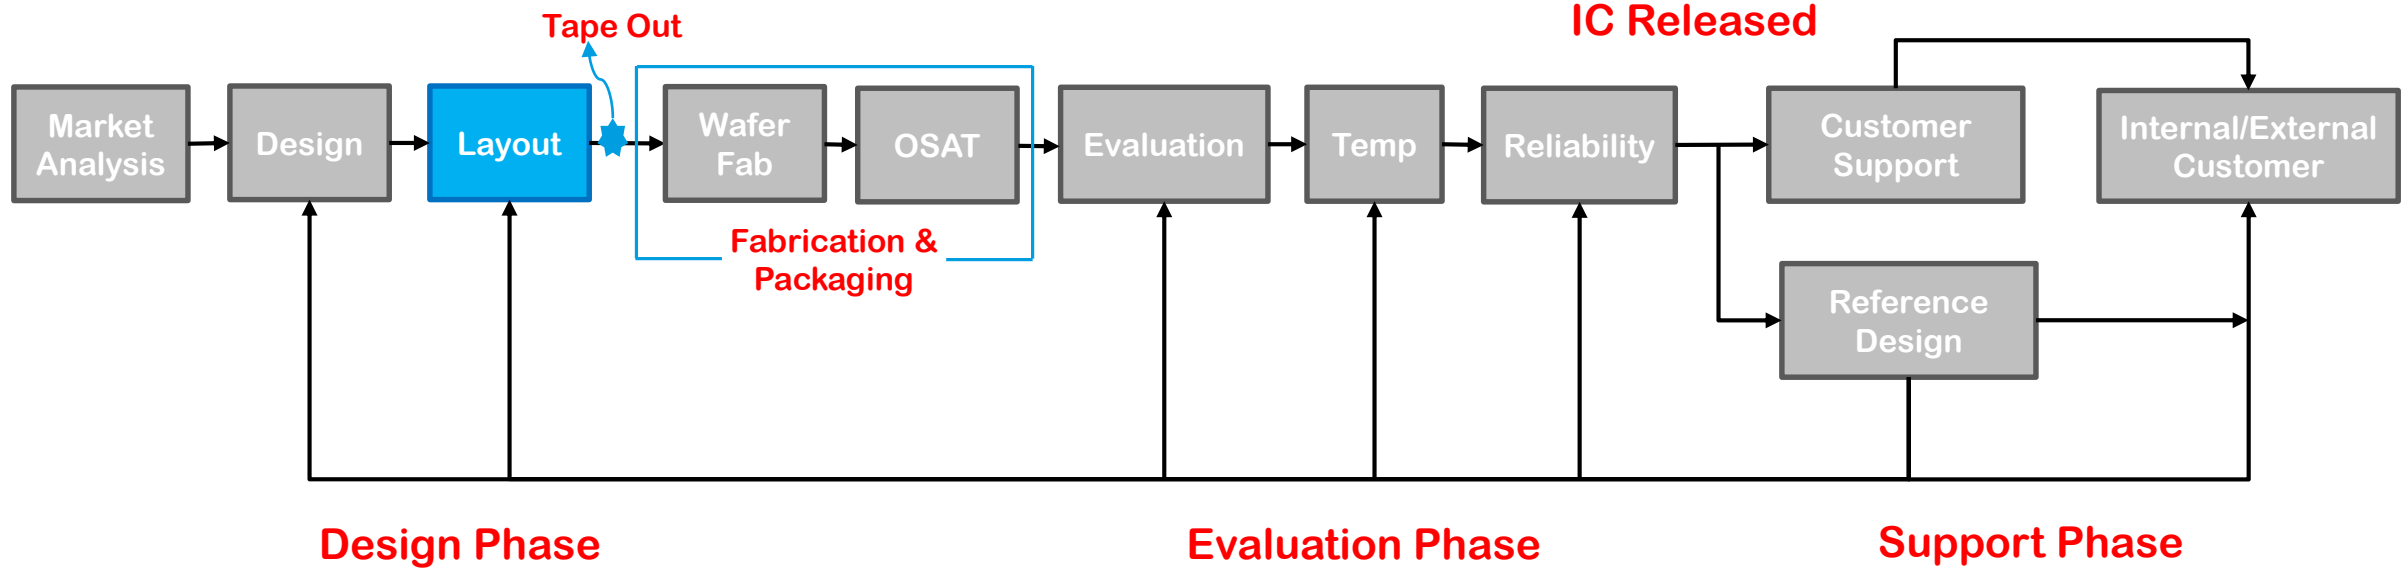 Tape Out
IC Released
Market
Analysis
Design
Layout
Wafer
Fab
OSAT
Evaluation
Temp
Reliability
Customer
Support
Internal/External
Customer
Fabrication &
Packaging
Reference
Design
Design Phase
Evaluation Phase
Support Phase